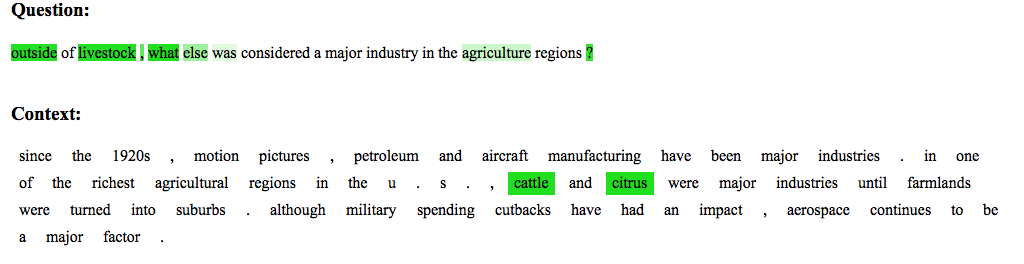 Question:
outside of livestock , what else was considered a major industry in the agriculture regions ?
Context:
since the 1920s , motion pictures , petroleum and aircraft manufacturing have been major industries . in one
of the richest agricultural regions in the u . s . , cattle and citrus were major industries until farmlands
were turned into suburbs . although military spending cutbacks have had an impact , aerospace continues to be
a major factor .